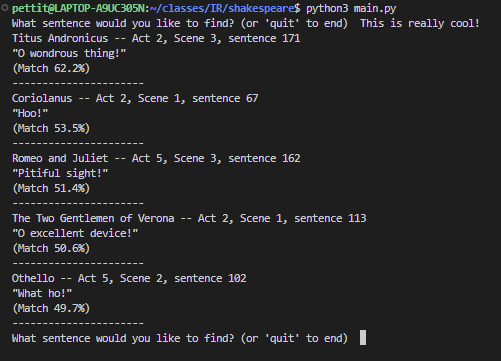 pettit@LAPTOP-A9UC305N:~/classes/IR/shakespeare$ python3 main.py
What sentence would you like to find? (or 'quit' to end)  This is really cool!
Titus Andronicus -- Act 2, Scene 3, sentence 171
"O wondrous thing!"
(Match 62.2%)
----------------------
Coriolanus -- Act 2, Scene 1, sentence 67
"Hoo!"
(Match 53.5%)
----------------------
Romeo and Juliet -- Act 5, Scene 3, sentence 162
"Pitiful sight!"
(Match 51.4%)
----------------------
The Two Gentlemen of Verona -- Act 2, Scene 1, sentence 113
"O excellent device!"
(Match 50.6%)
----------------------
Othello -- Act 5, Scene 2, sentence 102
"What ho!"
(Match 49.7%)
----------------------
What sentence would you like to find? (or 'quit' to end)